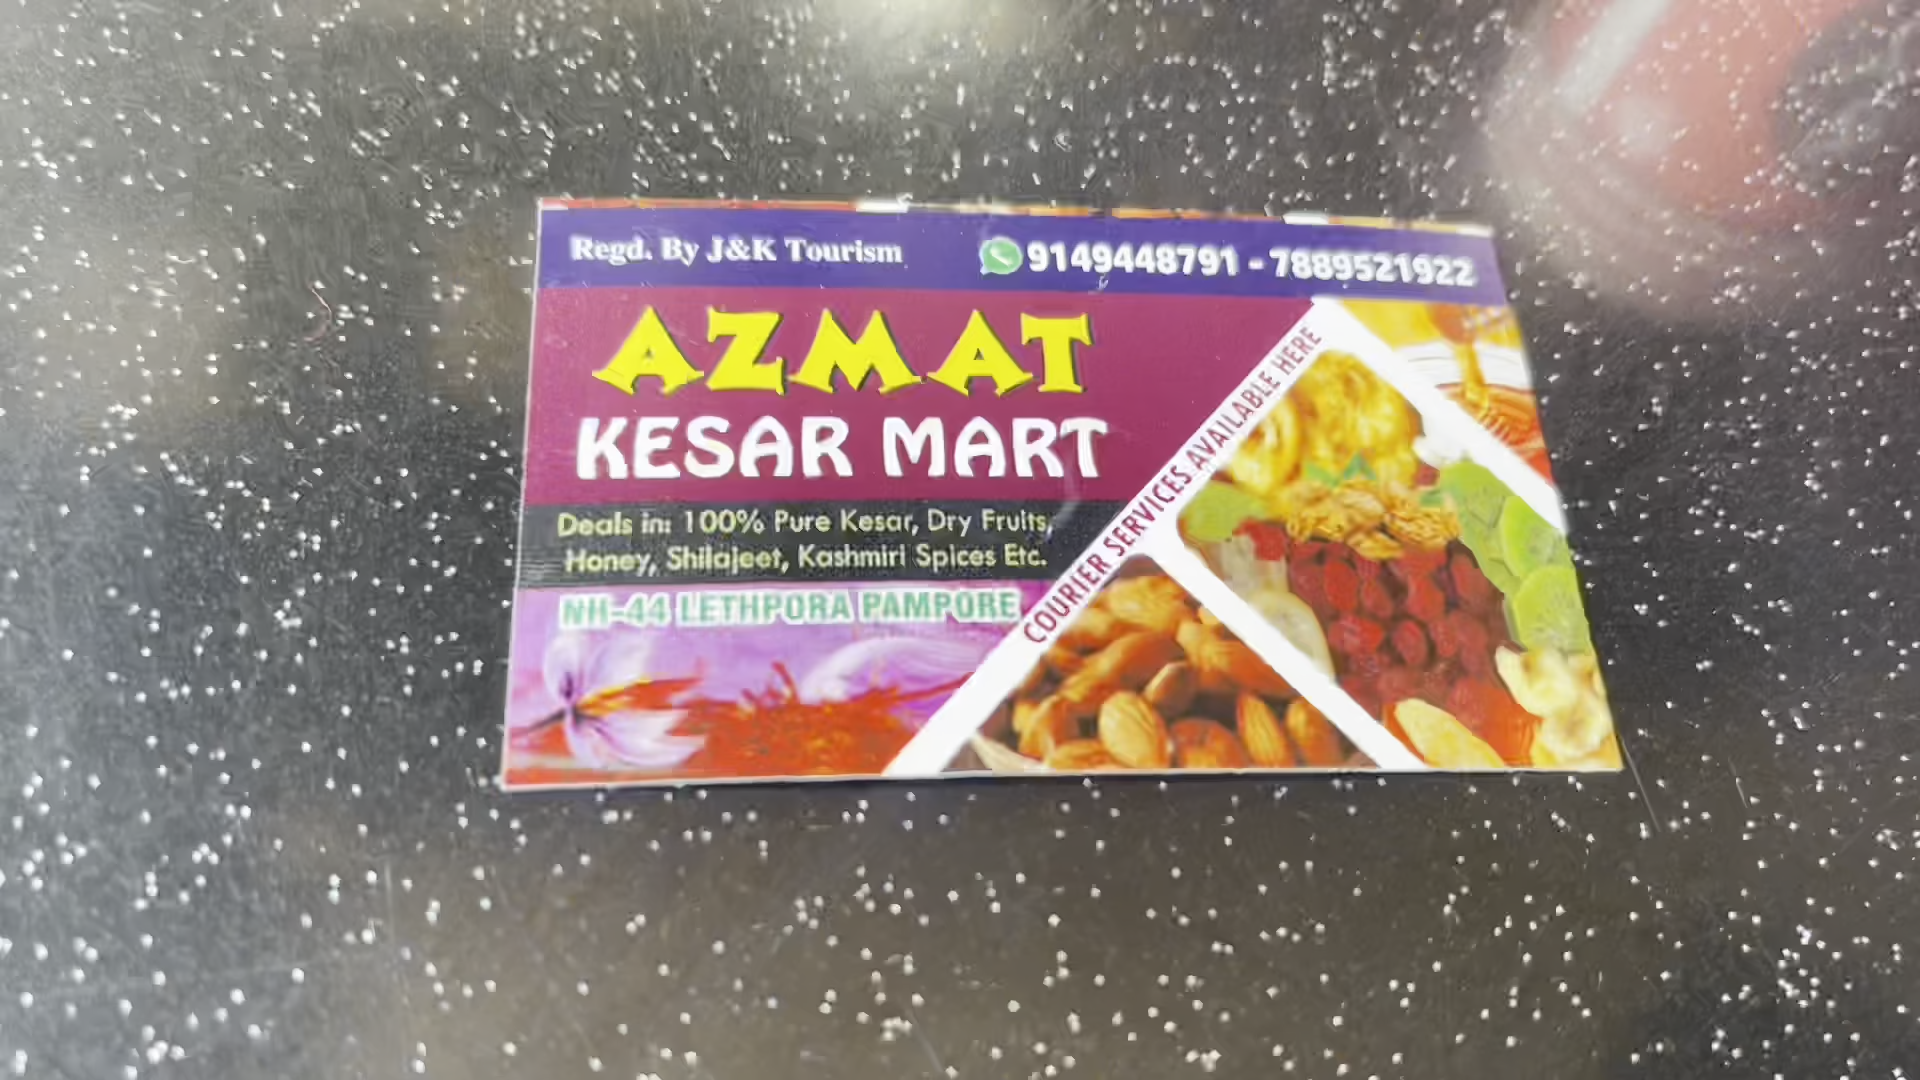 Regd. By J&K Tourism
9149448791 - 7889521922
AZMAT
KESAR MART
Deals in: 100% Pure Kesar, Dry Fruits,
Honey, Shilajeet, Kashmiri Spices Etc.
NH-44 LETHPORA PAMPORE
COURIER SERVICES AVAILABLE HERE